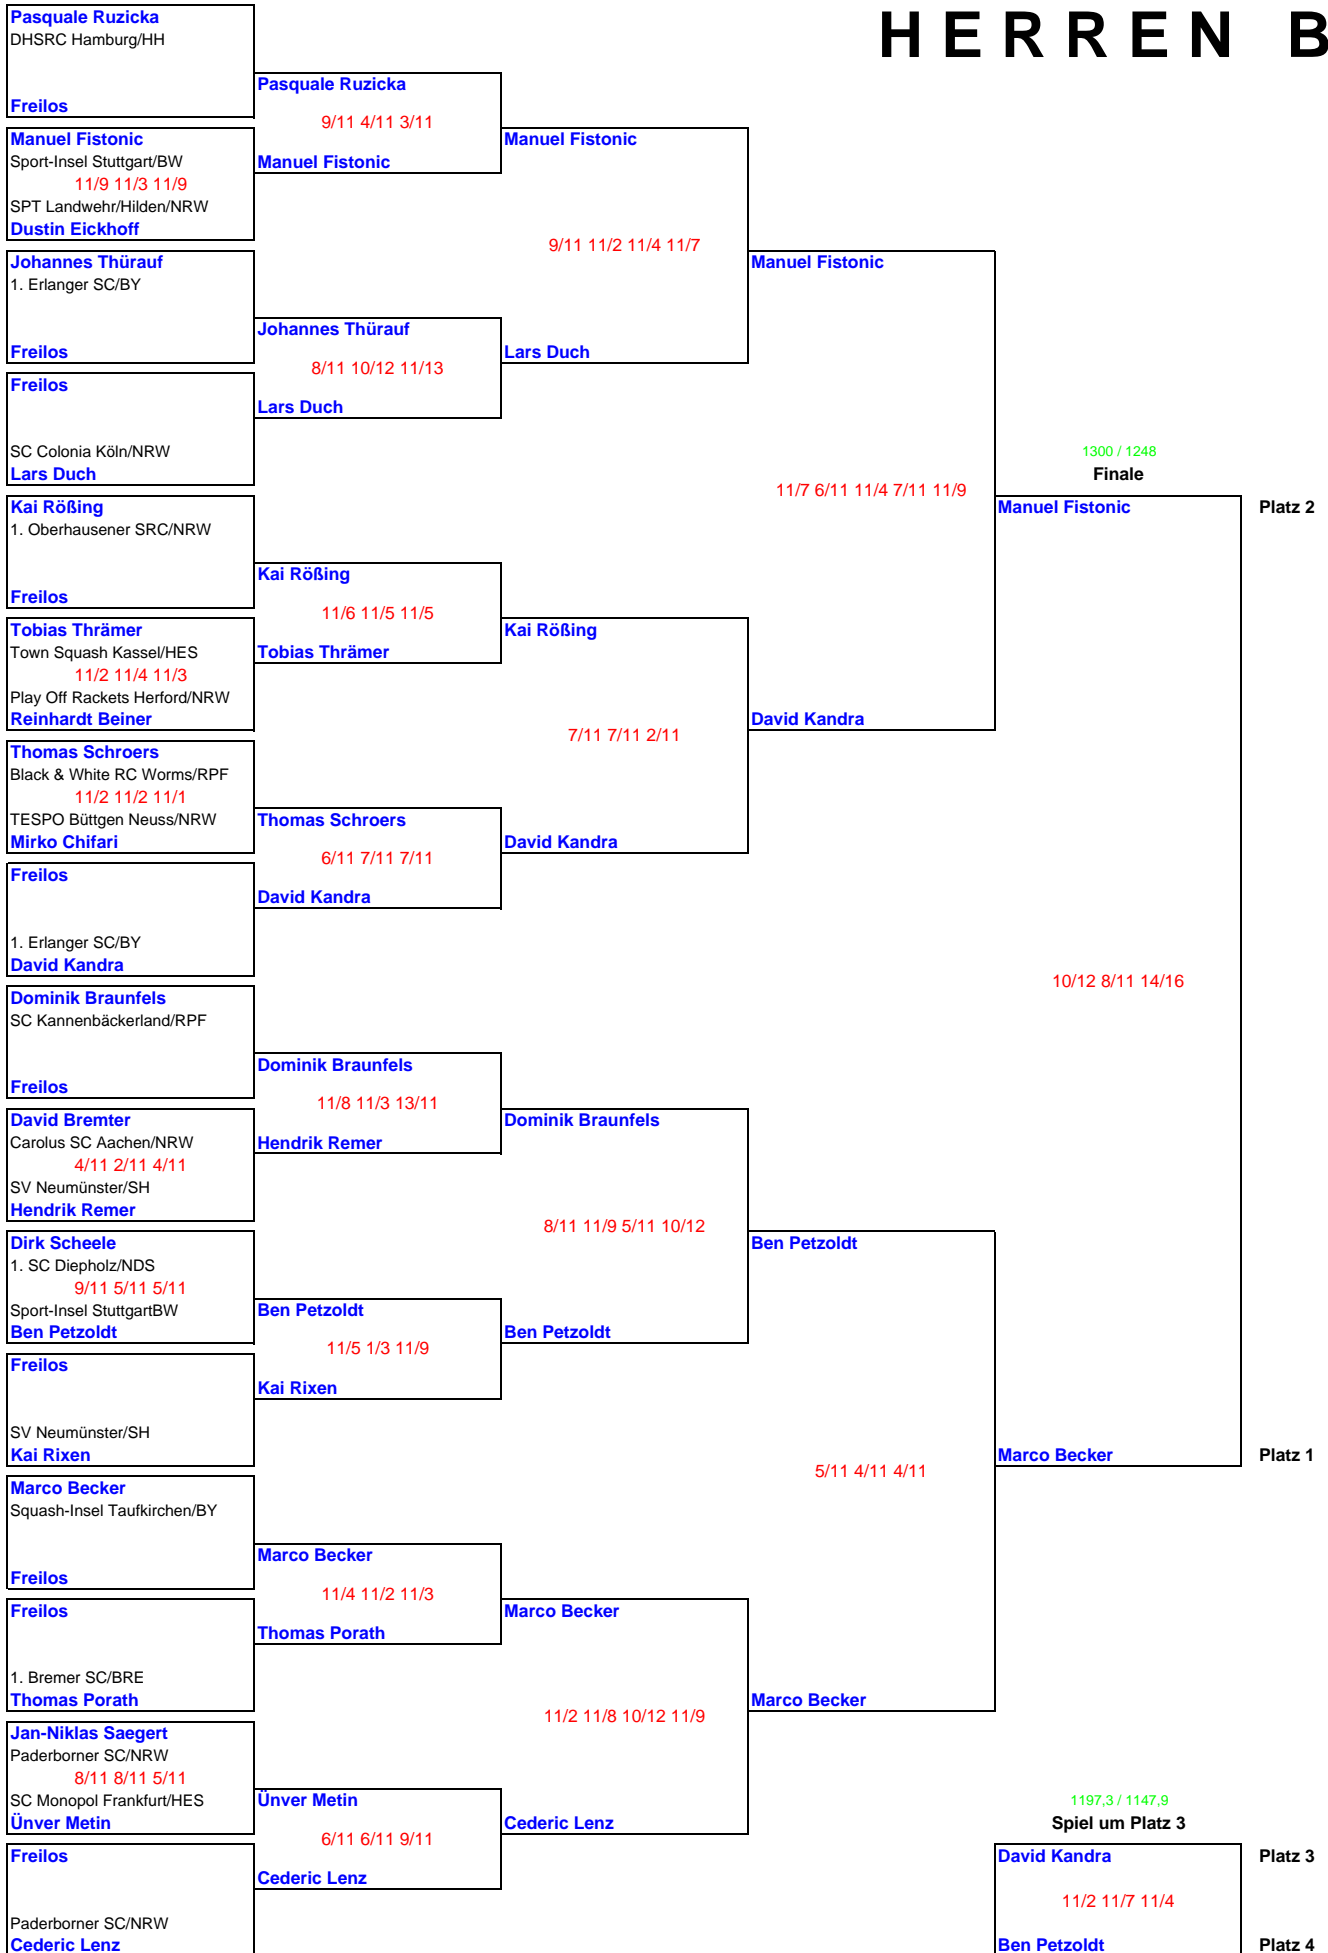 HERREN B
Pasquale Ruzicka
DHSRC Hamburg/HH
Freilos
Manuel Fistonic
Sport-Insel Stuttgart/BW
11/9 11/3 11/9
SPT Landwehr/Hilden/NRW
Dustin Eickhoff
Johannes Thürauf
1. Erlanger SC/BY
Freilos
Freilos
SC Colonia Köln/NRW
Lars Duch
Kai Rößing
1. Oberhausener SRC/NRW
Freilos
Tobias Thrämer
Town Squash Kassel/HES
11/2 11/4 11/3
Play Off Rackets Herford/NRW
Reinhardt Beiner
Thomas Schroers
Black & White RC Worms/RPF
11/2 11/2 11/1
TESPO Büttgen Neuss/NRW
Mirko Chifari
Freilos
1. Erlanger SC/BY
David Kandra
Dominik Braunfels
SC Kannenbäckerland/RPF
Freilos
David Bremter
Carolus SC Aachen/NRW
4/11 2/11 4/11
SV Neumünster/SH
Hendrik Remer
Dirk Scheele
1. SC Diepholz/NDS
9/11 5/11 5/11
Sport-Insel StuttgartBW
Ben Petzoldt
Freilos
SV Neumünster/SH
Kai Rixen
Marco Becker
Squash-Insel Taufkirchen/BY
Freilos
Freilos
1. Bremer SC/BRE
Thomas Porath
Jan-Niklas Saegert
Paderborner SC/NRW
8/11 8/11 5/11
SC Monopol Frankfurt/HES
Ünver Metin
Freilos
Paderborner SC/NRW
Cederic Lenz
Pasquale Ruzicka
9/11 4/11 3/11
Manuel Fistonic
Johannes Thürauf
8/11 10/12 11/13
Lars Duch
Kai Rößing
11/6 11/5 11/5
Tobias Thrämer
Thomas Schroers
6/11 7/11 7/11
David Kandra
Dominik Braunfels
11/8 11/3 13/11
Hendrik Remer
Ben Petzoldt
11/5 1/3 11/9
Kai Rixen
Marco Becker
11/4 11/2 11/3
Thomas Porath
Ünver Metin
6/11 6/11 9/11
Cederic Lenz
Manuel Fistonic
9/11 11/2 11/4 11/7
Lars Duch
Kai Rößing
7/11 7/11 2/11
David Kandra
Dominik Braunfels
8/11 11/9 5/11 10/12
Ben Petzoldt
Marco Becker
11/2 11/8 10/12 11/9
Cederic Lenz
Manuel Fistonic
11/7 6/11 11/4 7/11 11/9
David Kandra
Ben Petzoldt
5/11 4/11 4/11
Marco Becker
1300 / 1248
Finale
Manuel Fistonic Platz 2
10/12 8/11 14/16
Marco Becker Platz 1
1197,3 / 1147,9
Spiel um Platz 3
David Kandra Platz 3
11/2 11/7 11/4
Ben Petzoldt Platz 4